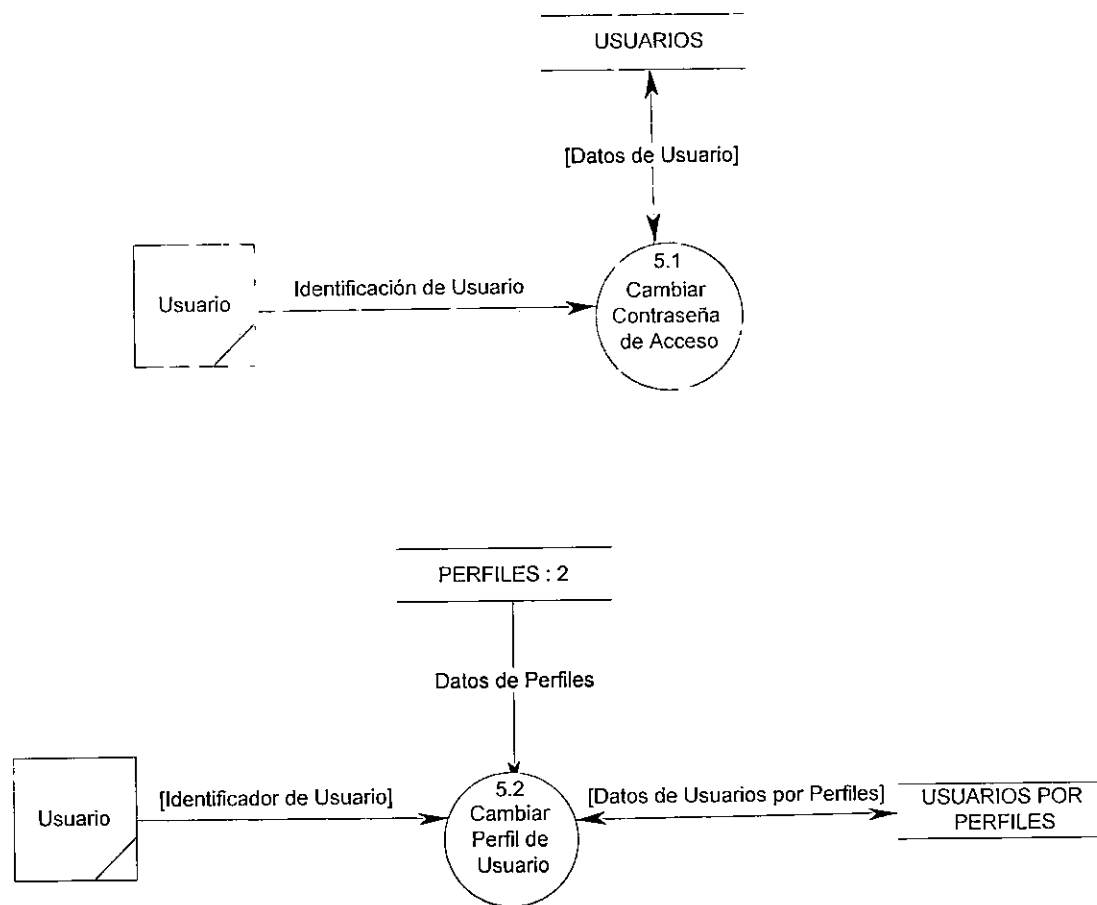 USUARIOS
[Datos de Usuario]
Usuario
Identificación de Usuario
5.1
Cambiar
Contraseña
de Acceso
PERFILES : 2
Datos de Perfiles
Usuario
[Identificador de Usuario]
5.2
Cambiar
Perfil de
Usuario
[Datos de Usuarios por Perfiles]
USUARIOS POR
PERFILES